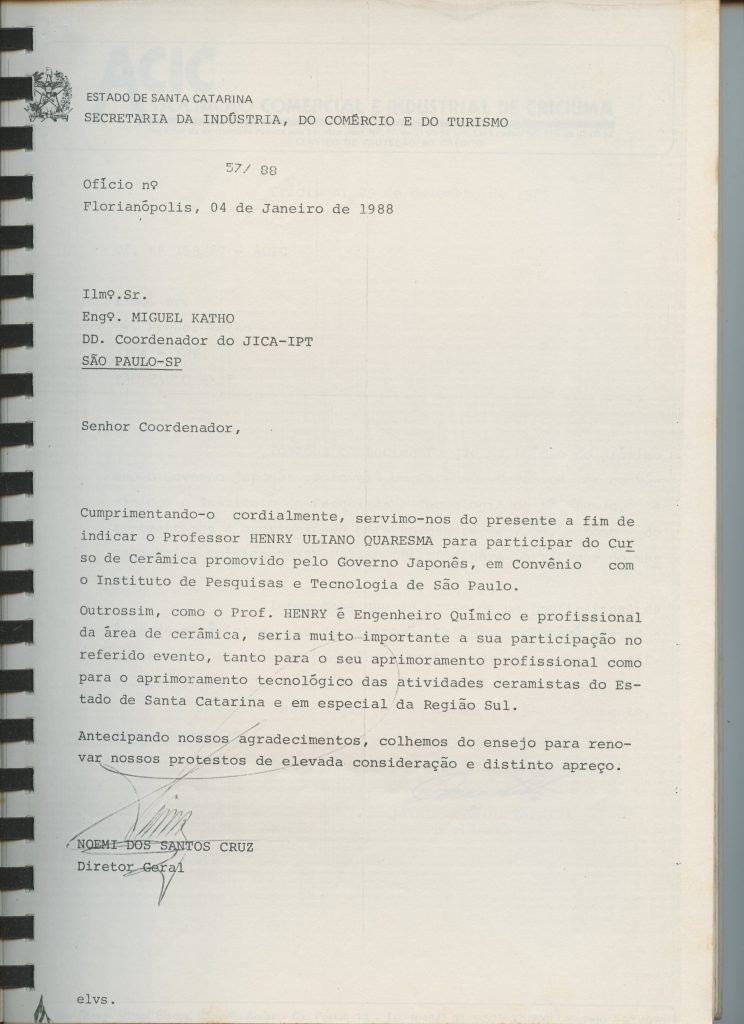 ESTADO DE SANTA CATARINA
SECRETARIA DA INDÚSTRIA, DO COMÉRCIO E DO TURISMO
57/ 88
Ofício nº
Florianópolis, 04 de Janeiro de 1988
Ilmº.Sr.
Engº. MIGUEL KATHO
DD. Coordenador do JICA-IPT
SÃO PAULO-SP
Senhor Coordenador,
Cumprimentando-o cordialmente, servimo-nos do presente a fim de
indicar o Professor HENRY ULIANO QUARESMA para participar do Cur
so de Cerâmica promovido pelo Governo Japonês, em Convênio com
o Instituto de Pesquisas e Tecnologia de São Paulo.
Outrossim, como o Prof. HENRY é Engenheiro Químico e profissional
da área de cerâmica, seria muito importante a sua participação no
referido evento, tanto para o seu aprimoramento profissional como
para o aprimoramento tecnológico das atividades ceramistas do Es-
tado de Santa Catarina e em especial da Região Sul.
Antecipando nossos agradecimentos, colhemos do ensejo para reno-
var nossos protestos de elevada consideração e distinto apreço.
NOEMI DOS SANTOS CRUZ
Diretor Geral
elvs.